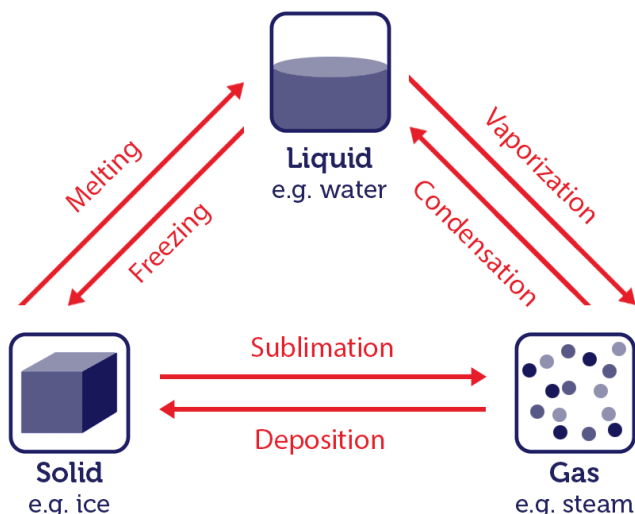 Liquid
e.g. water
Melting
Freezing
Vaporization
Condensation
Sublimation
Deposition
Solid
e.g. ice
Gas
e.g. steam